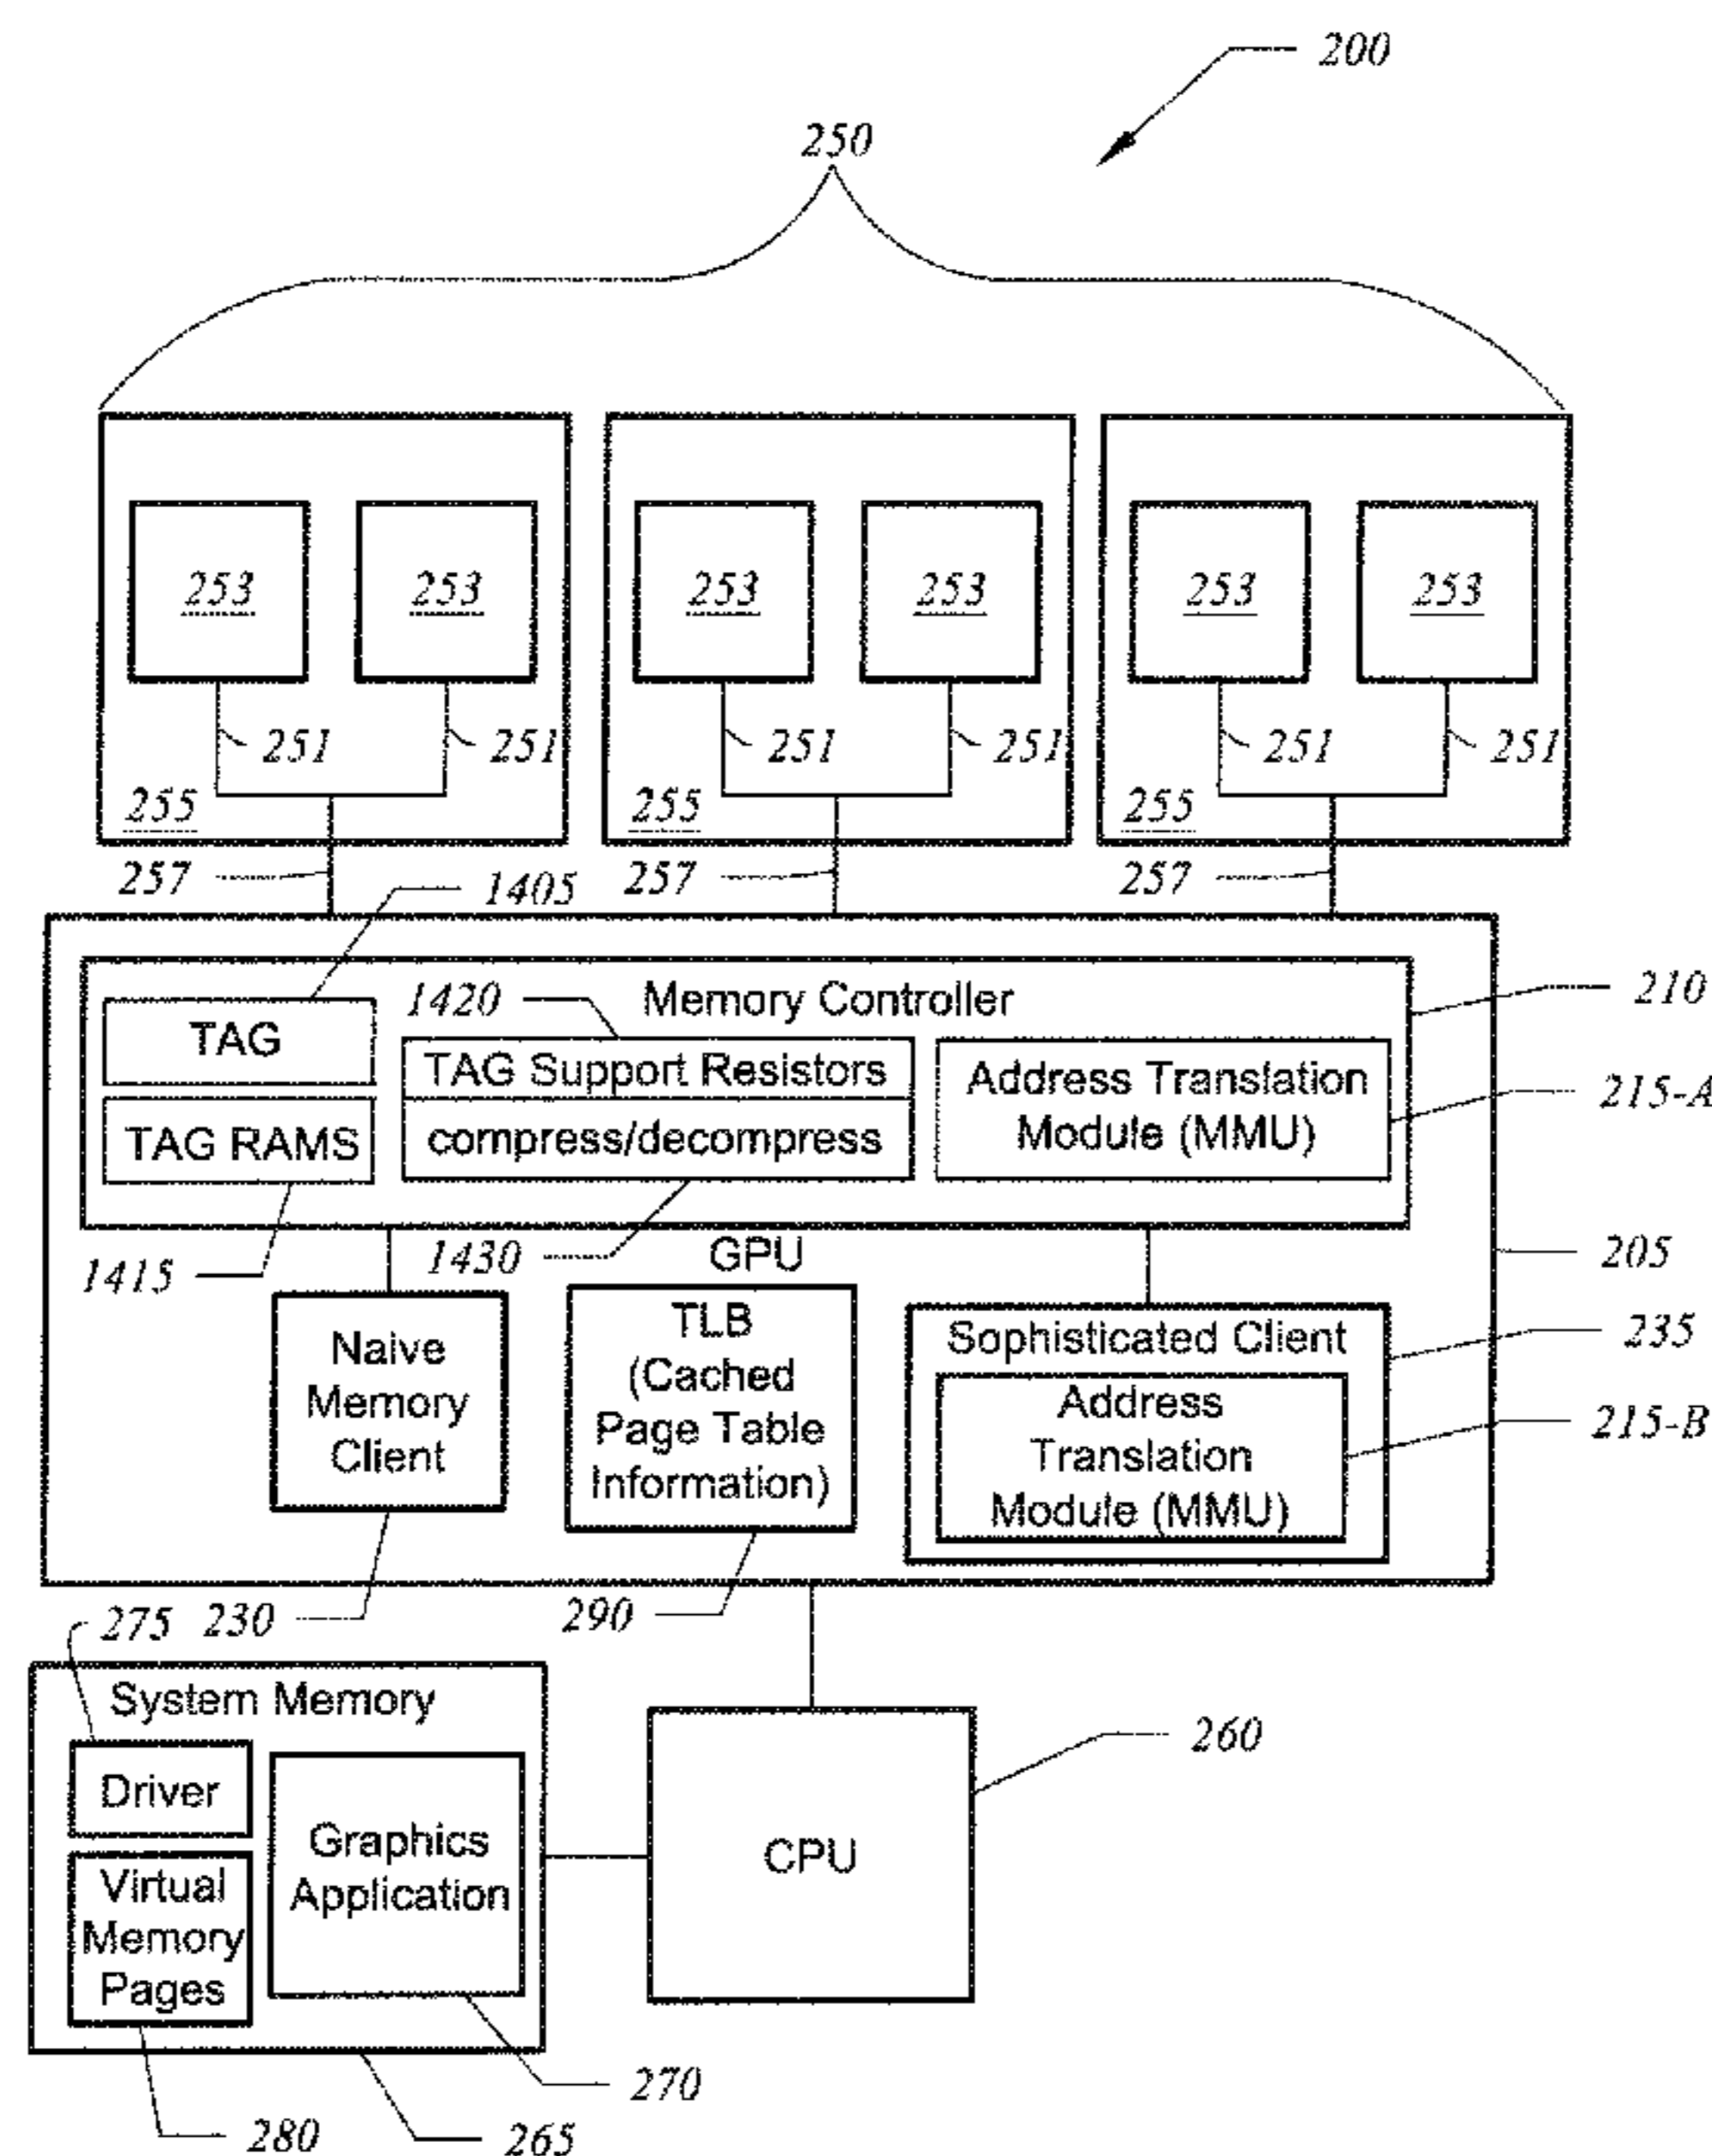 200
250
253 253 253 253 253 253
251 251 251 251 251 251
255 255 255
257 257 257
1405
1420 Memory Controller 210
TAG
TAG Support Resistors
Address Translation
Module (MMU)
215-A
TAG RAMS
compress/decompress
1415
1430
GPU
205
Naive
Memory
Client
TLB
(Cached
Page Table
Information)
Sophisticated Client
235
Address
Translation
Module (MMU)
215-B
275 230 290
System Memory
Driver
Graphics
Application
Virtual
Memory
Pages
CPU
260
270
280 265